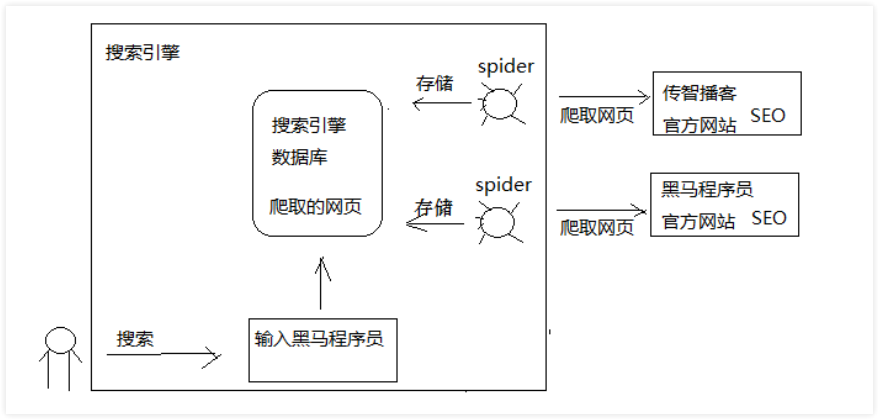 搜索引擎
spider
存储
爬取网页
传智播客
官方网站 SEO
搜索引擎
数据库
爬取的网页
spider
存储
爬取网页
黑马程序员
官方网站 SEO
搜索
输入黑马程序员